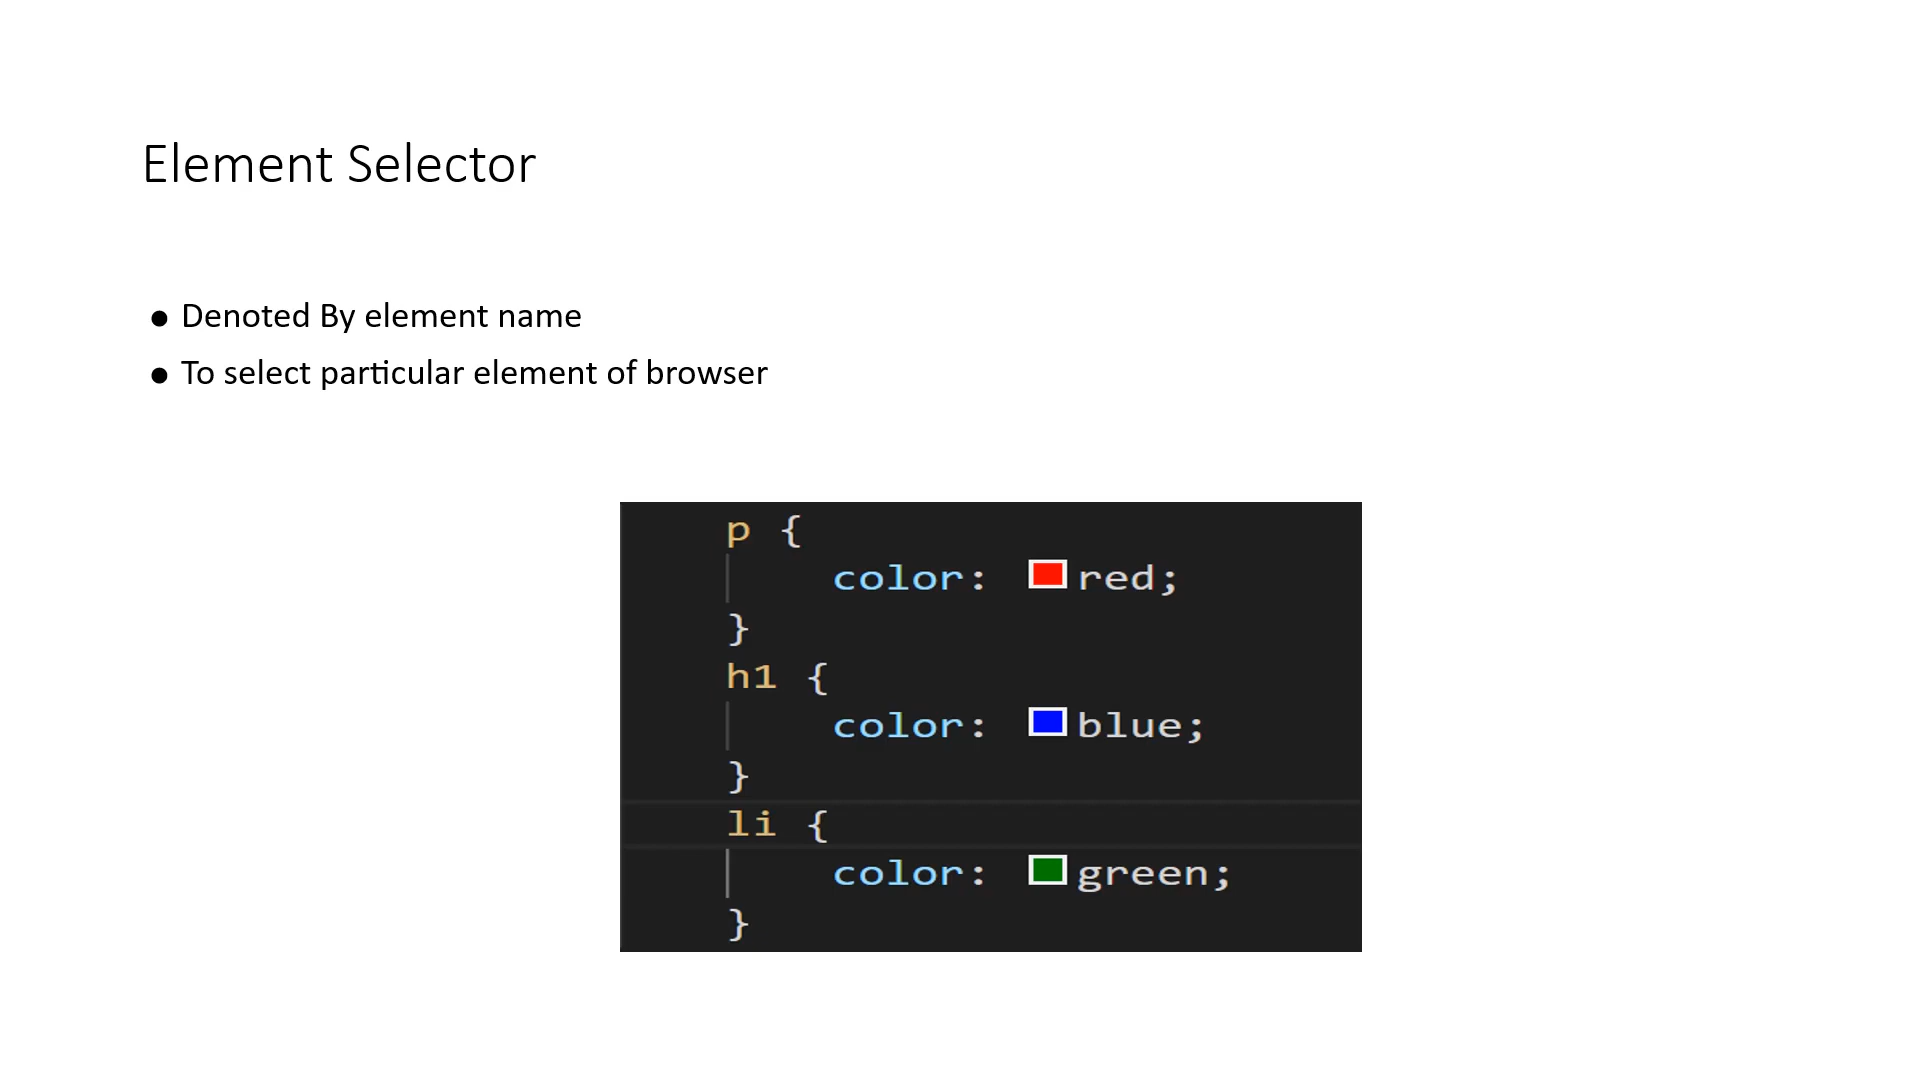 Element Selector
● Denoted By element name
● To select particular element of browser
p {
color: red;
}
h1 {
color: blue;
}
li {
color: green;
}